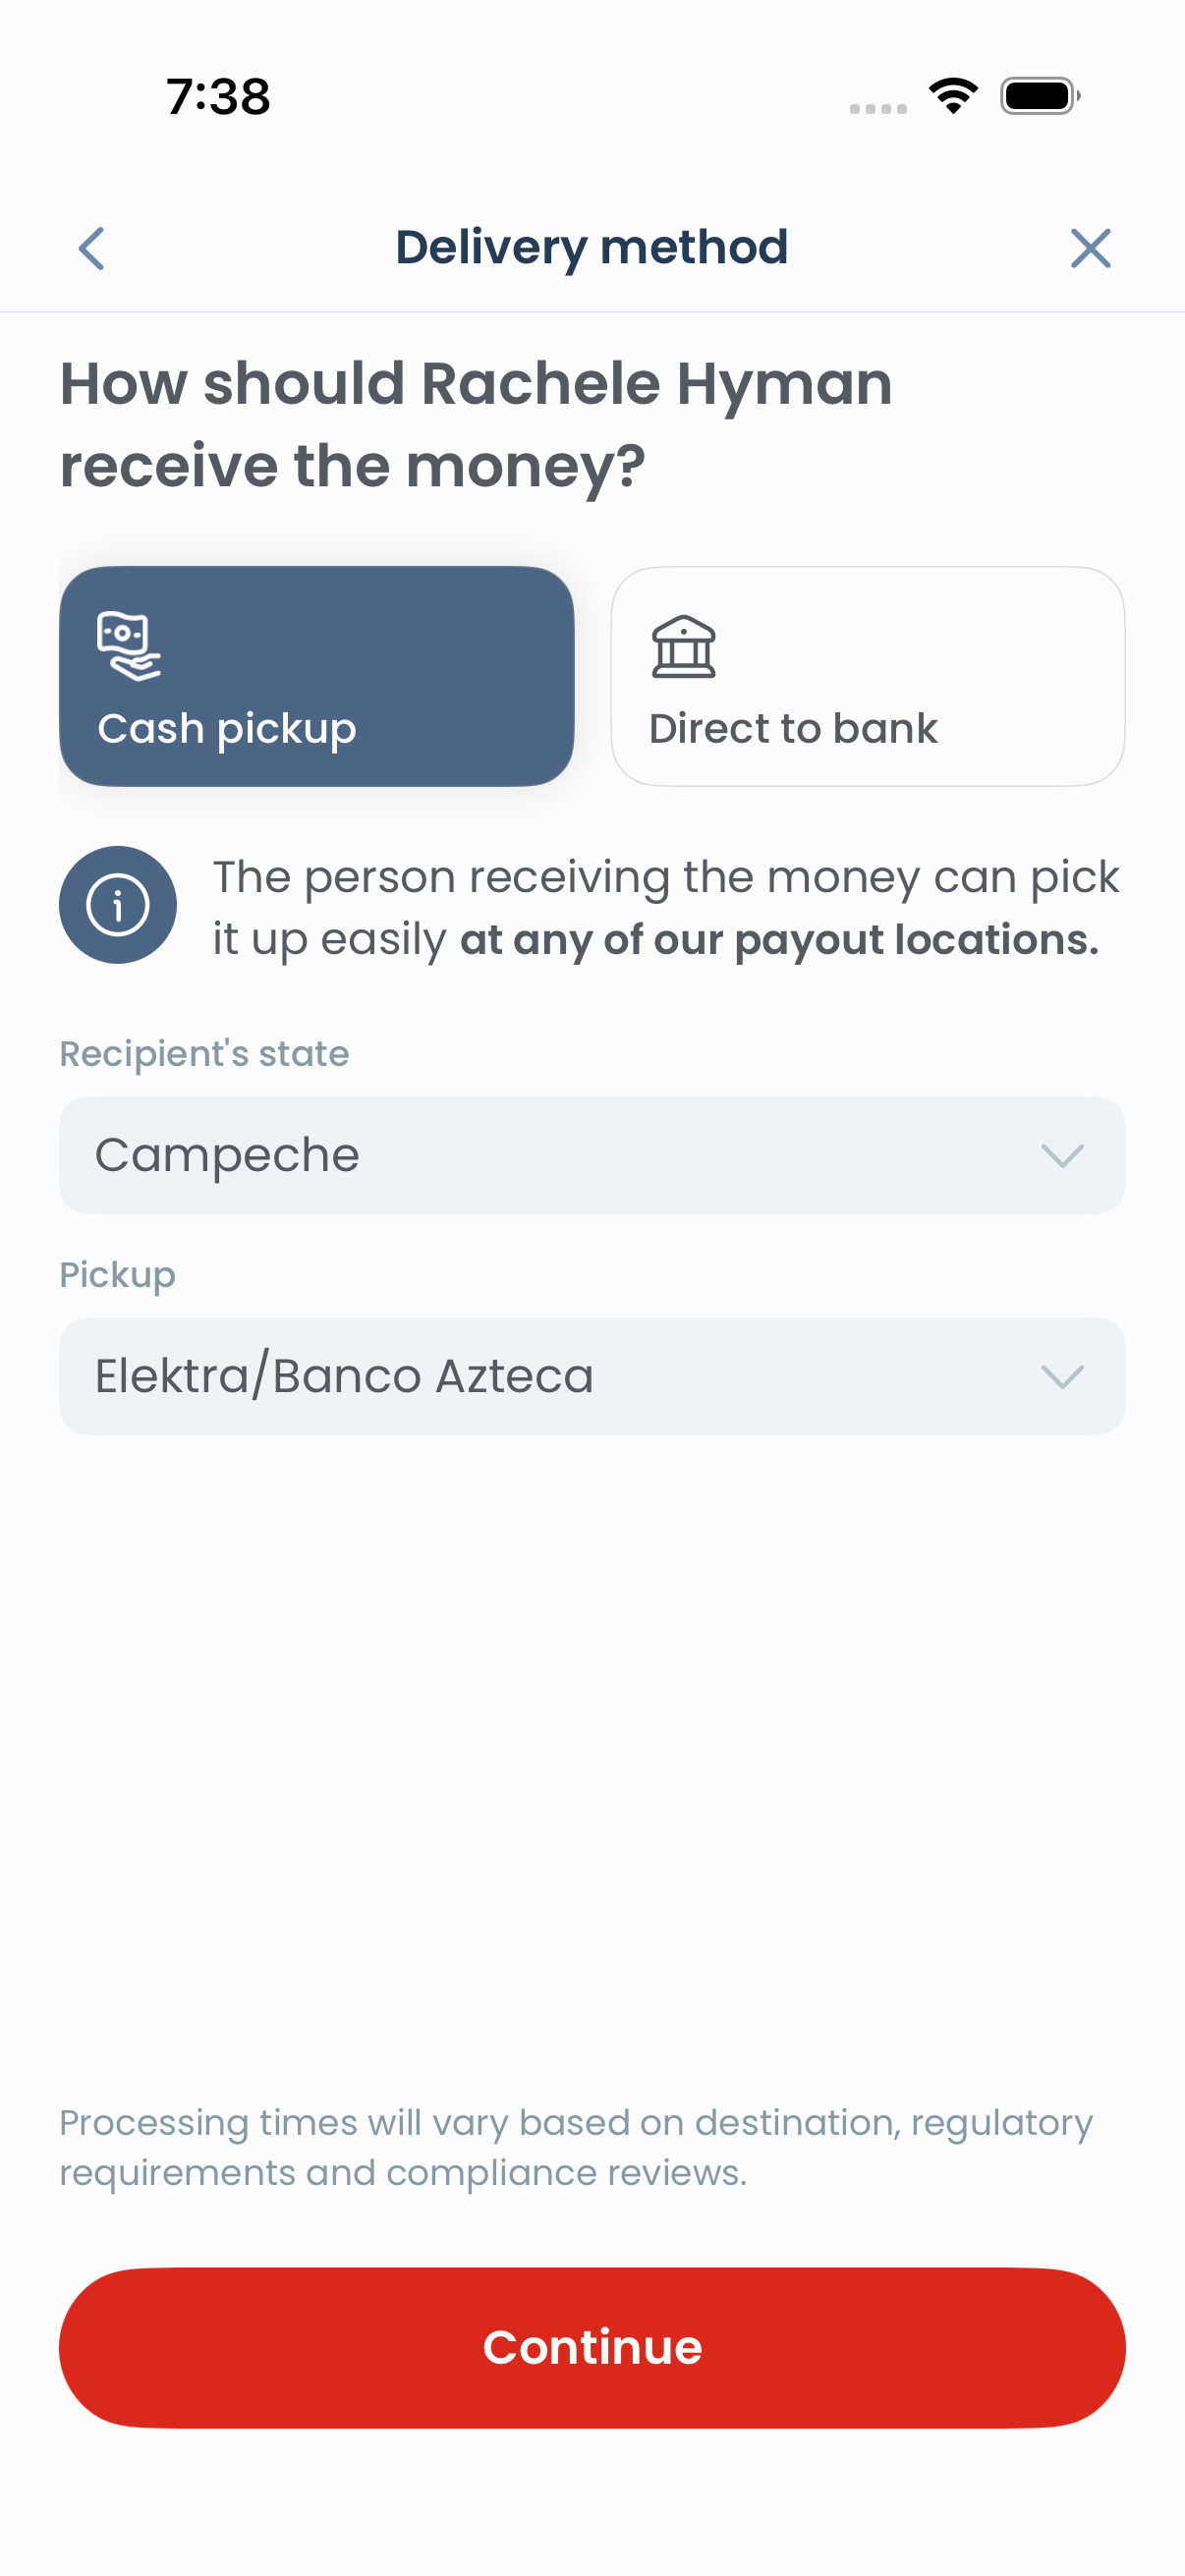 7:38
Delivery method
How should Rachele Hyman
receive the money?
Cash pickup
Direct to bank
The person receiving the money can pick
it up easily at any of our payout locations.
Recipient's state
Campeche
Pickup
Elektra/Banco Azteca
Processing times will vary based on destination, regulatory
requirements and compliance reviews.
Continue